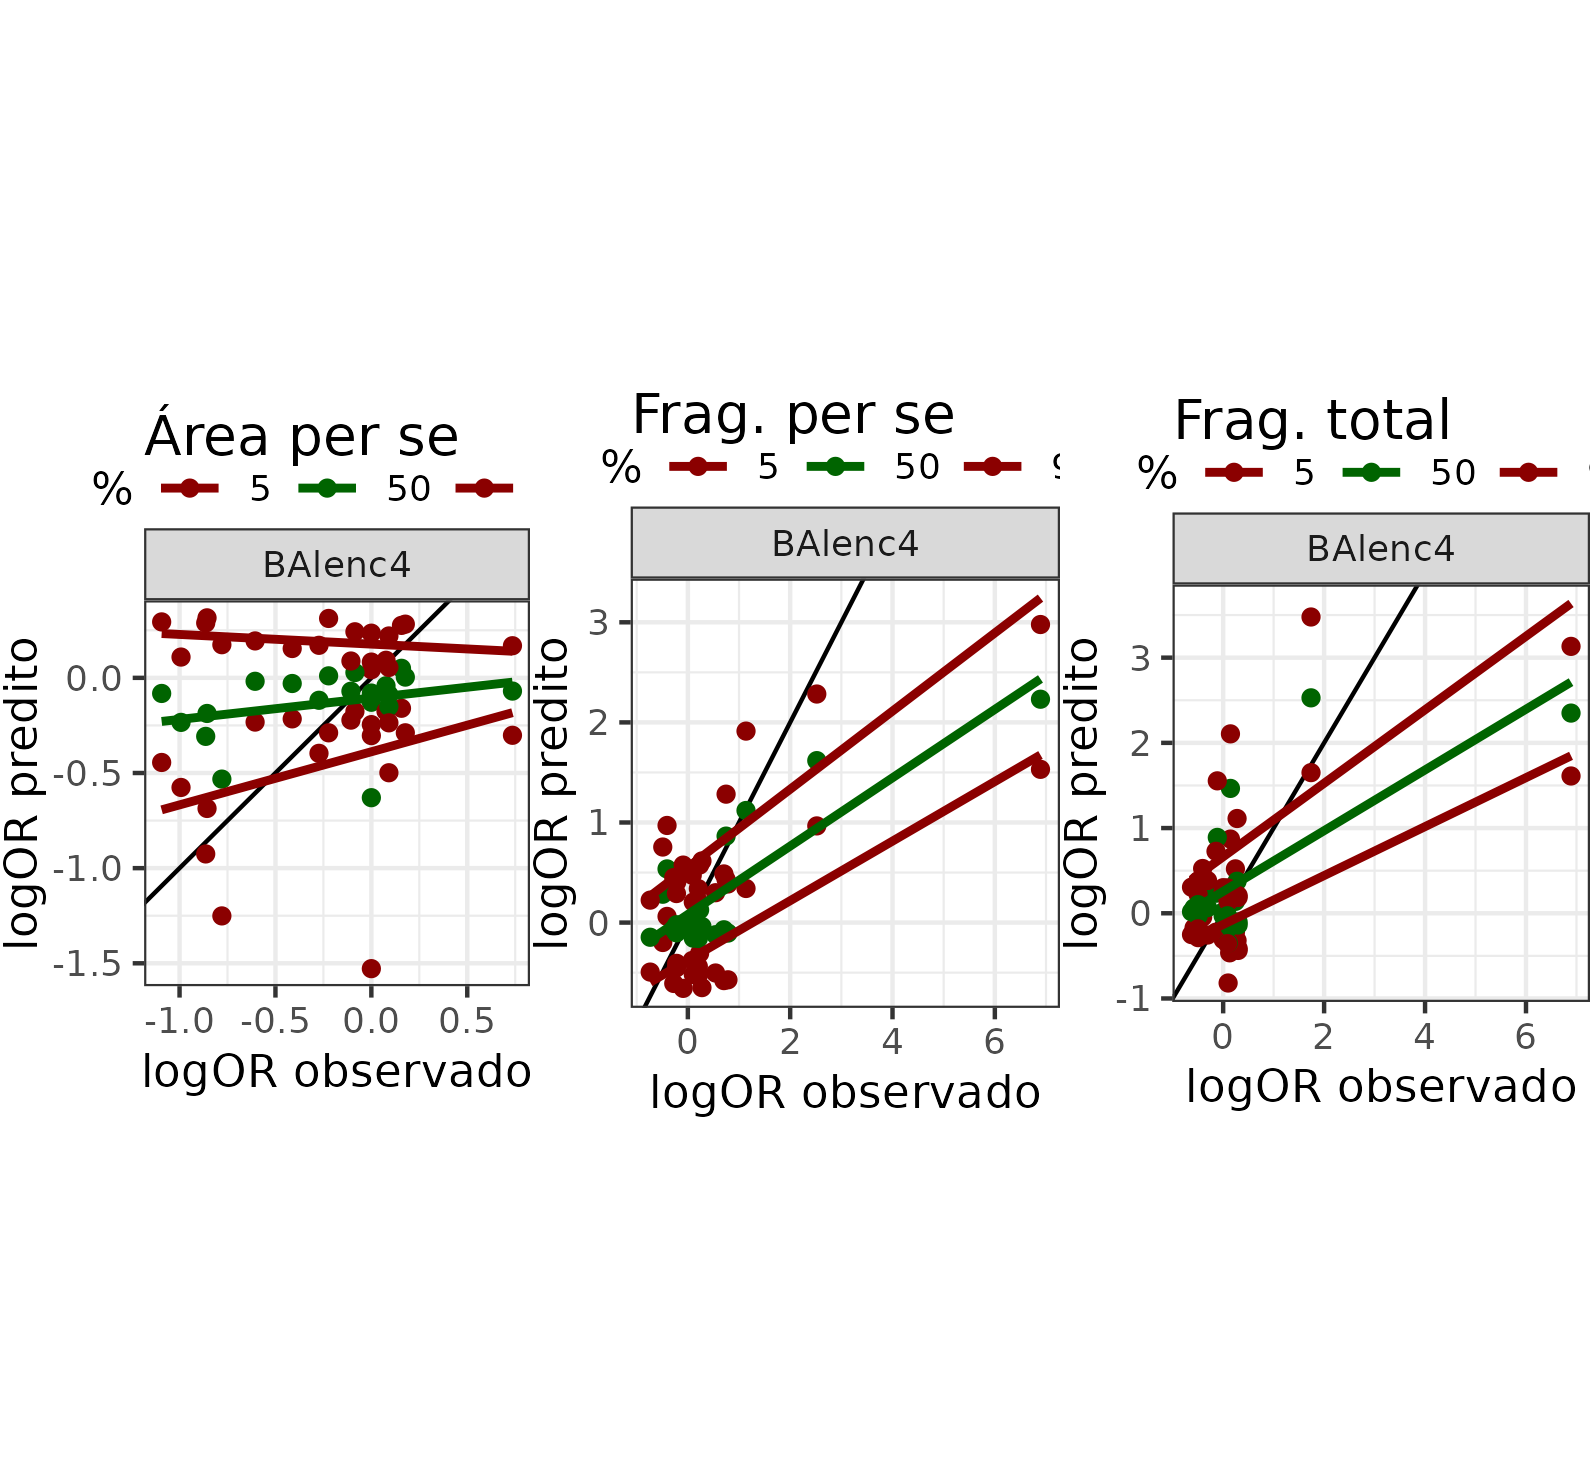 Área per se
% 5 50
BAlenc4
logOR predito
0.0
-0.5
-1.0
-1.5
-1.0 -0.5 0.0 0.5
logOR observado
Frag. per se
% 5 50
BAlenc4
logOR predito
3
2
1
0
0 2 4 6
logOR observado
Frag. total
% 5 50
BAlenc4
logOR predito
3
2
1
0
-1
0 2 4 6
logOR observado